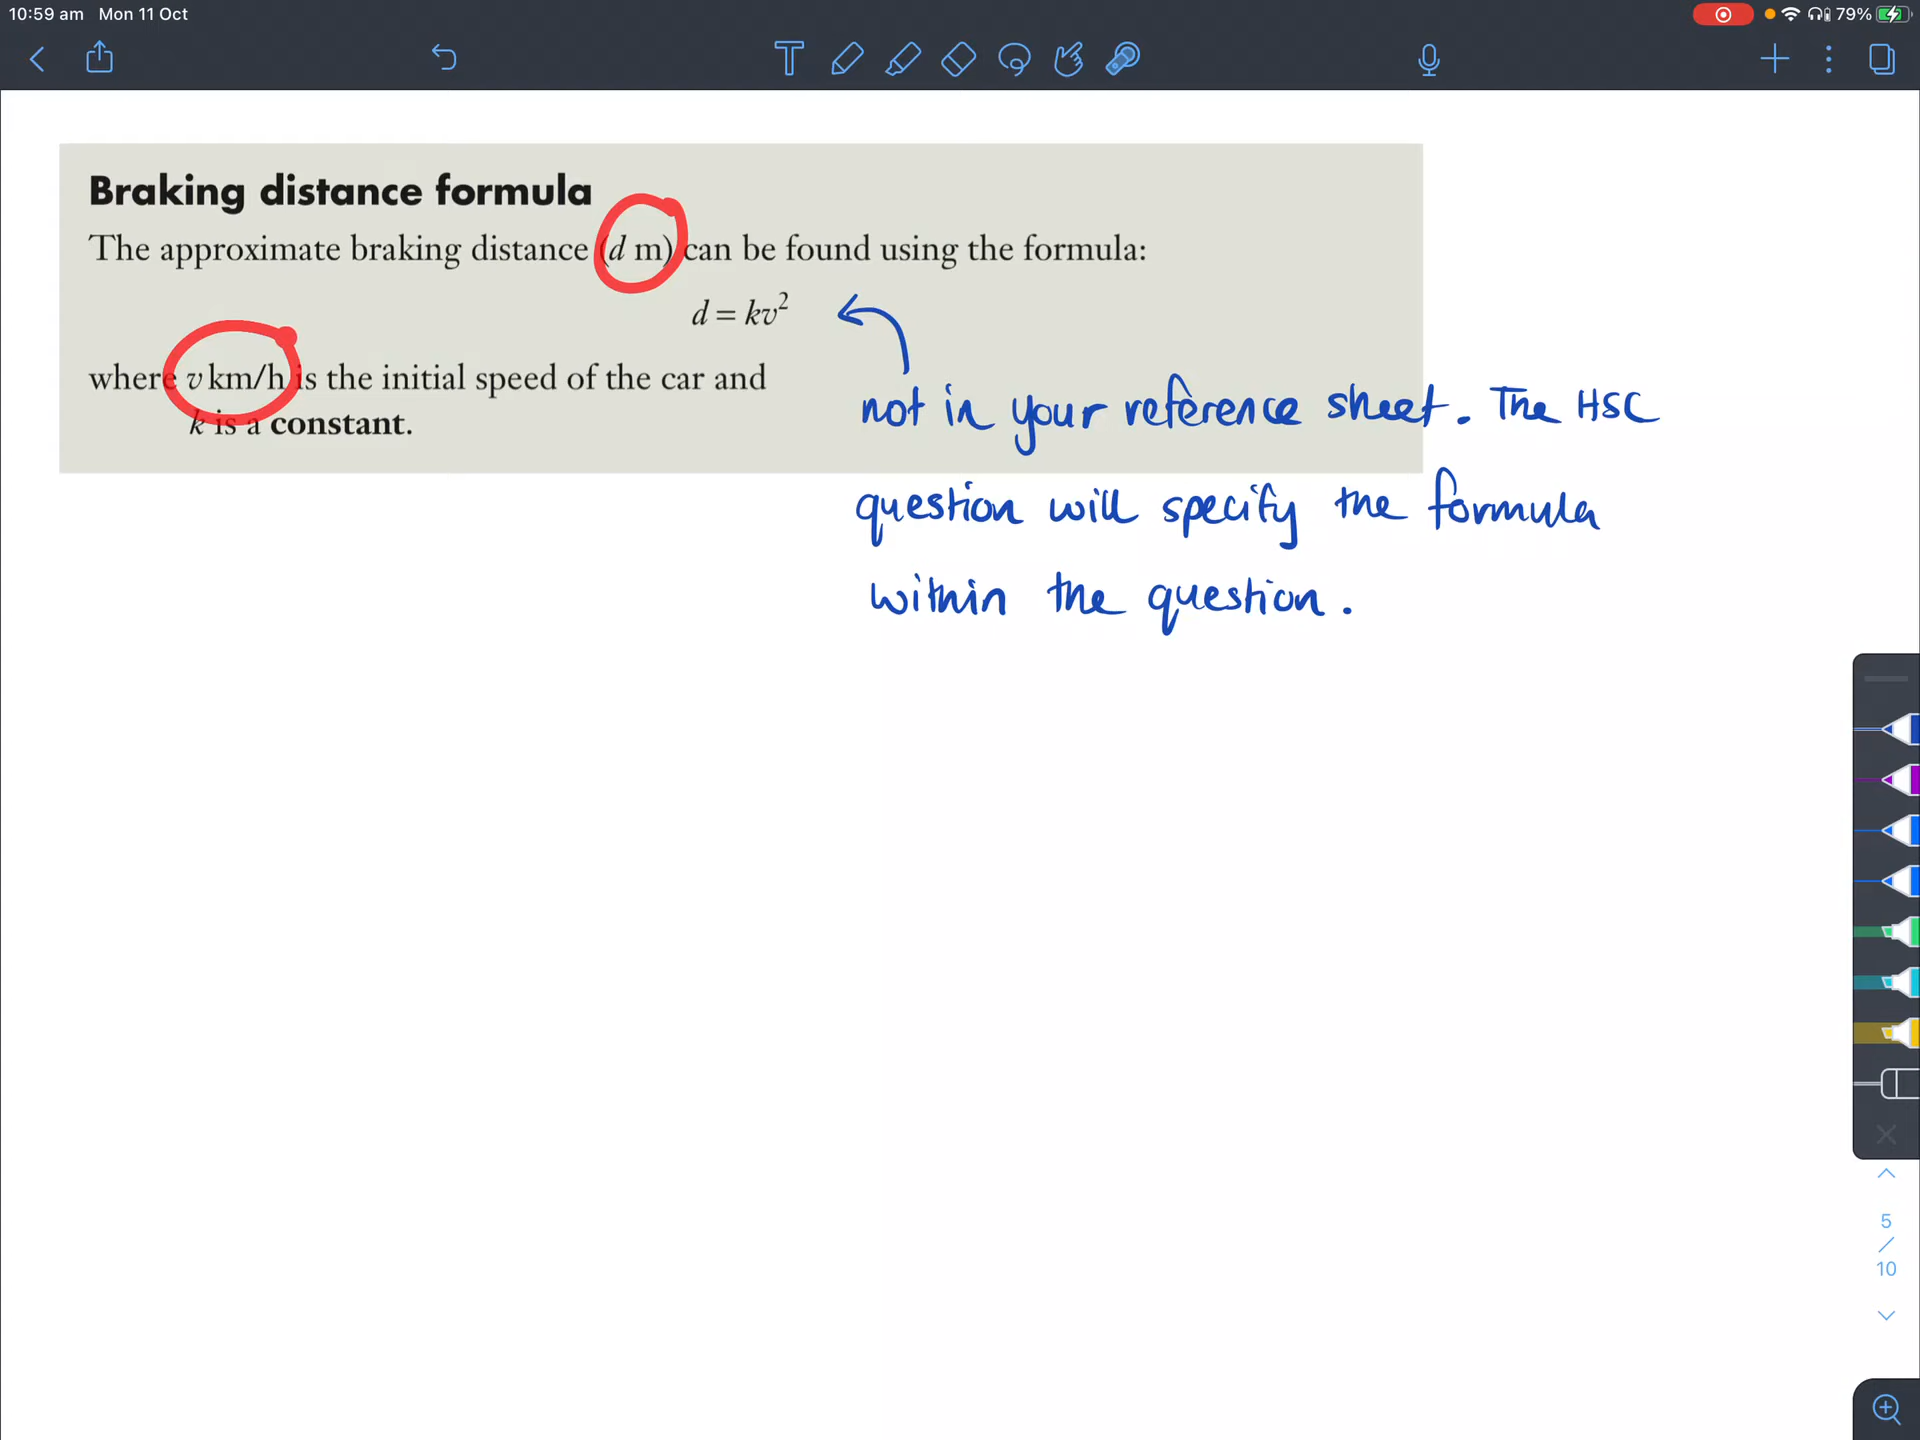 10:59 am Mon 11 Oct
79%
Braking distance formula
The approximate braking distance (d m) can be found using the formula:
d = kv²
where v km/h is the initial speed of the car and
k is a constant.
not in your reference sheet. The HSC
question will specify the formula
within the question.
5
/
10